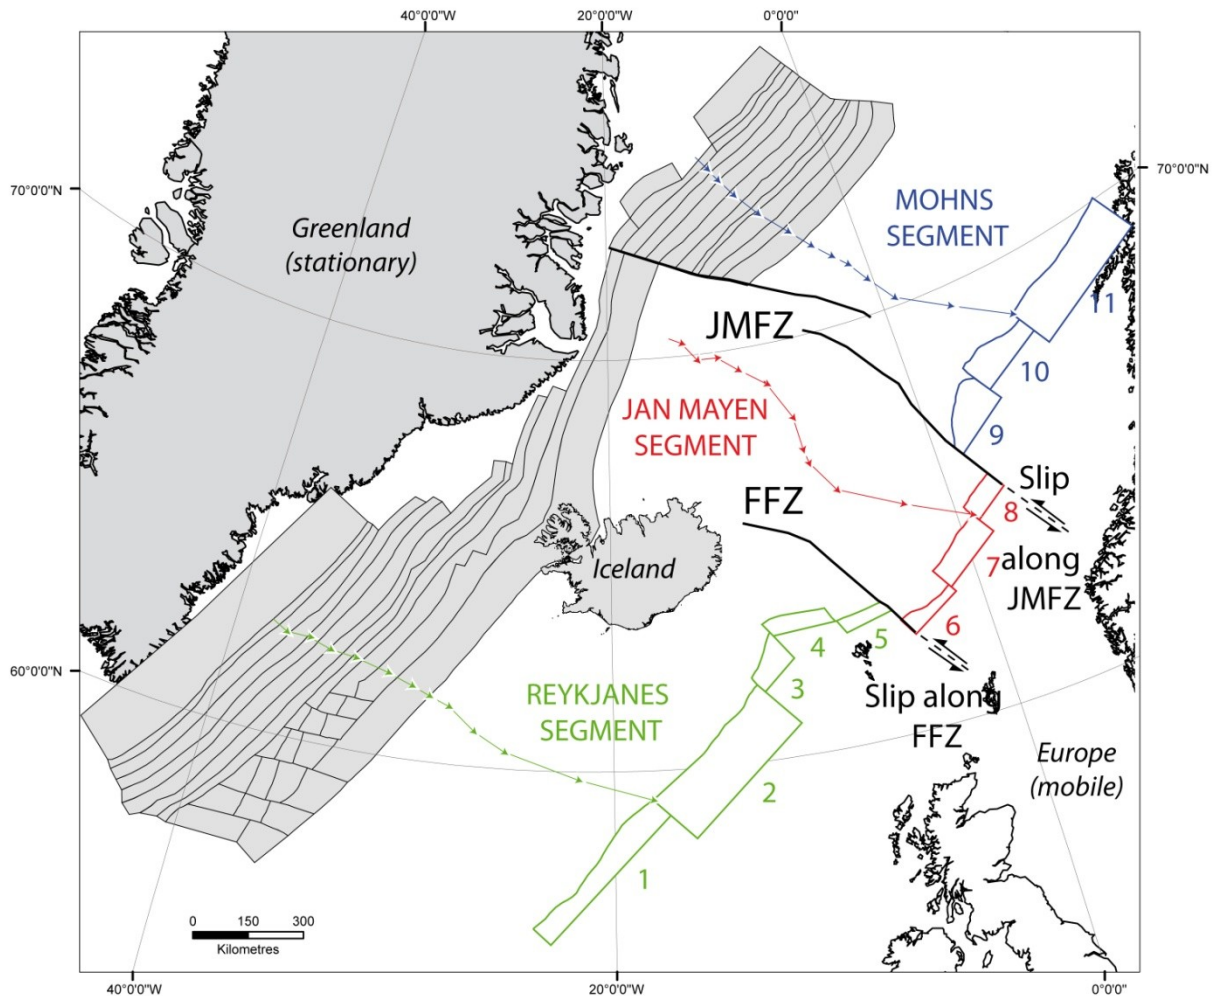 40°0'0"W
20°0'0"W
0°0'0"
70°0'0"N
70°0'0"N
MOHNS
SEGMENT
Greenland
(stationary)
11
JMFZ
10
JAN MAYEN
SEGMENT
9
Slip
FFZ
8
along
JMFZ
7
Iceland
6
5
4
60°0'0"N
3
REYKJANES
SEGMENT
Slip along
FFZ
Europe
(mobile)
2
1
0
150
300
Kilometres
40°0'0"W
20°0'0"W
0°0'0"